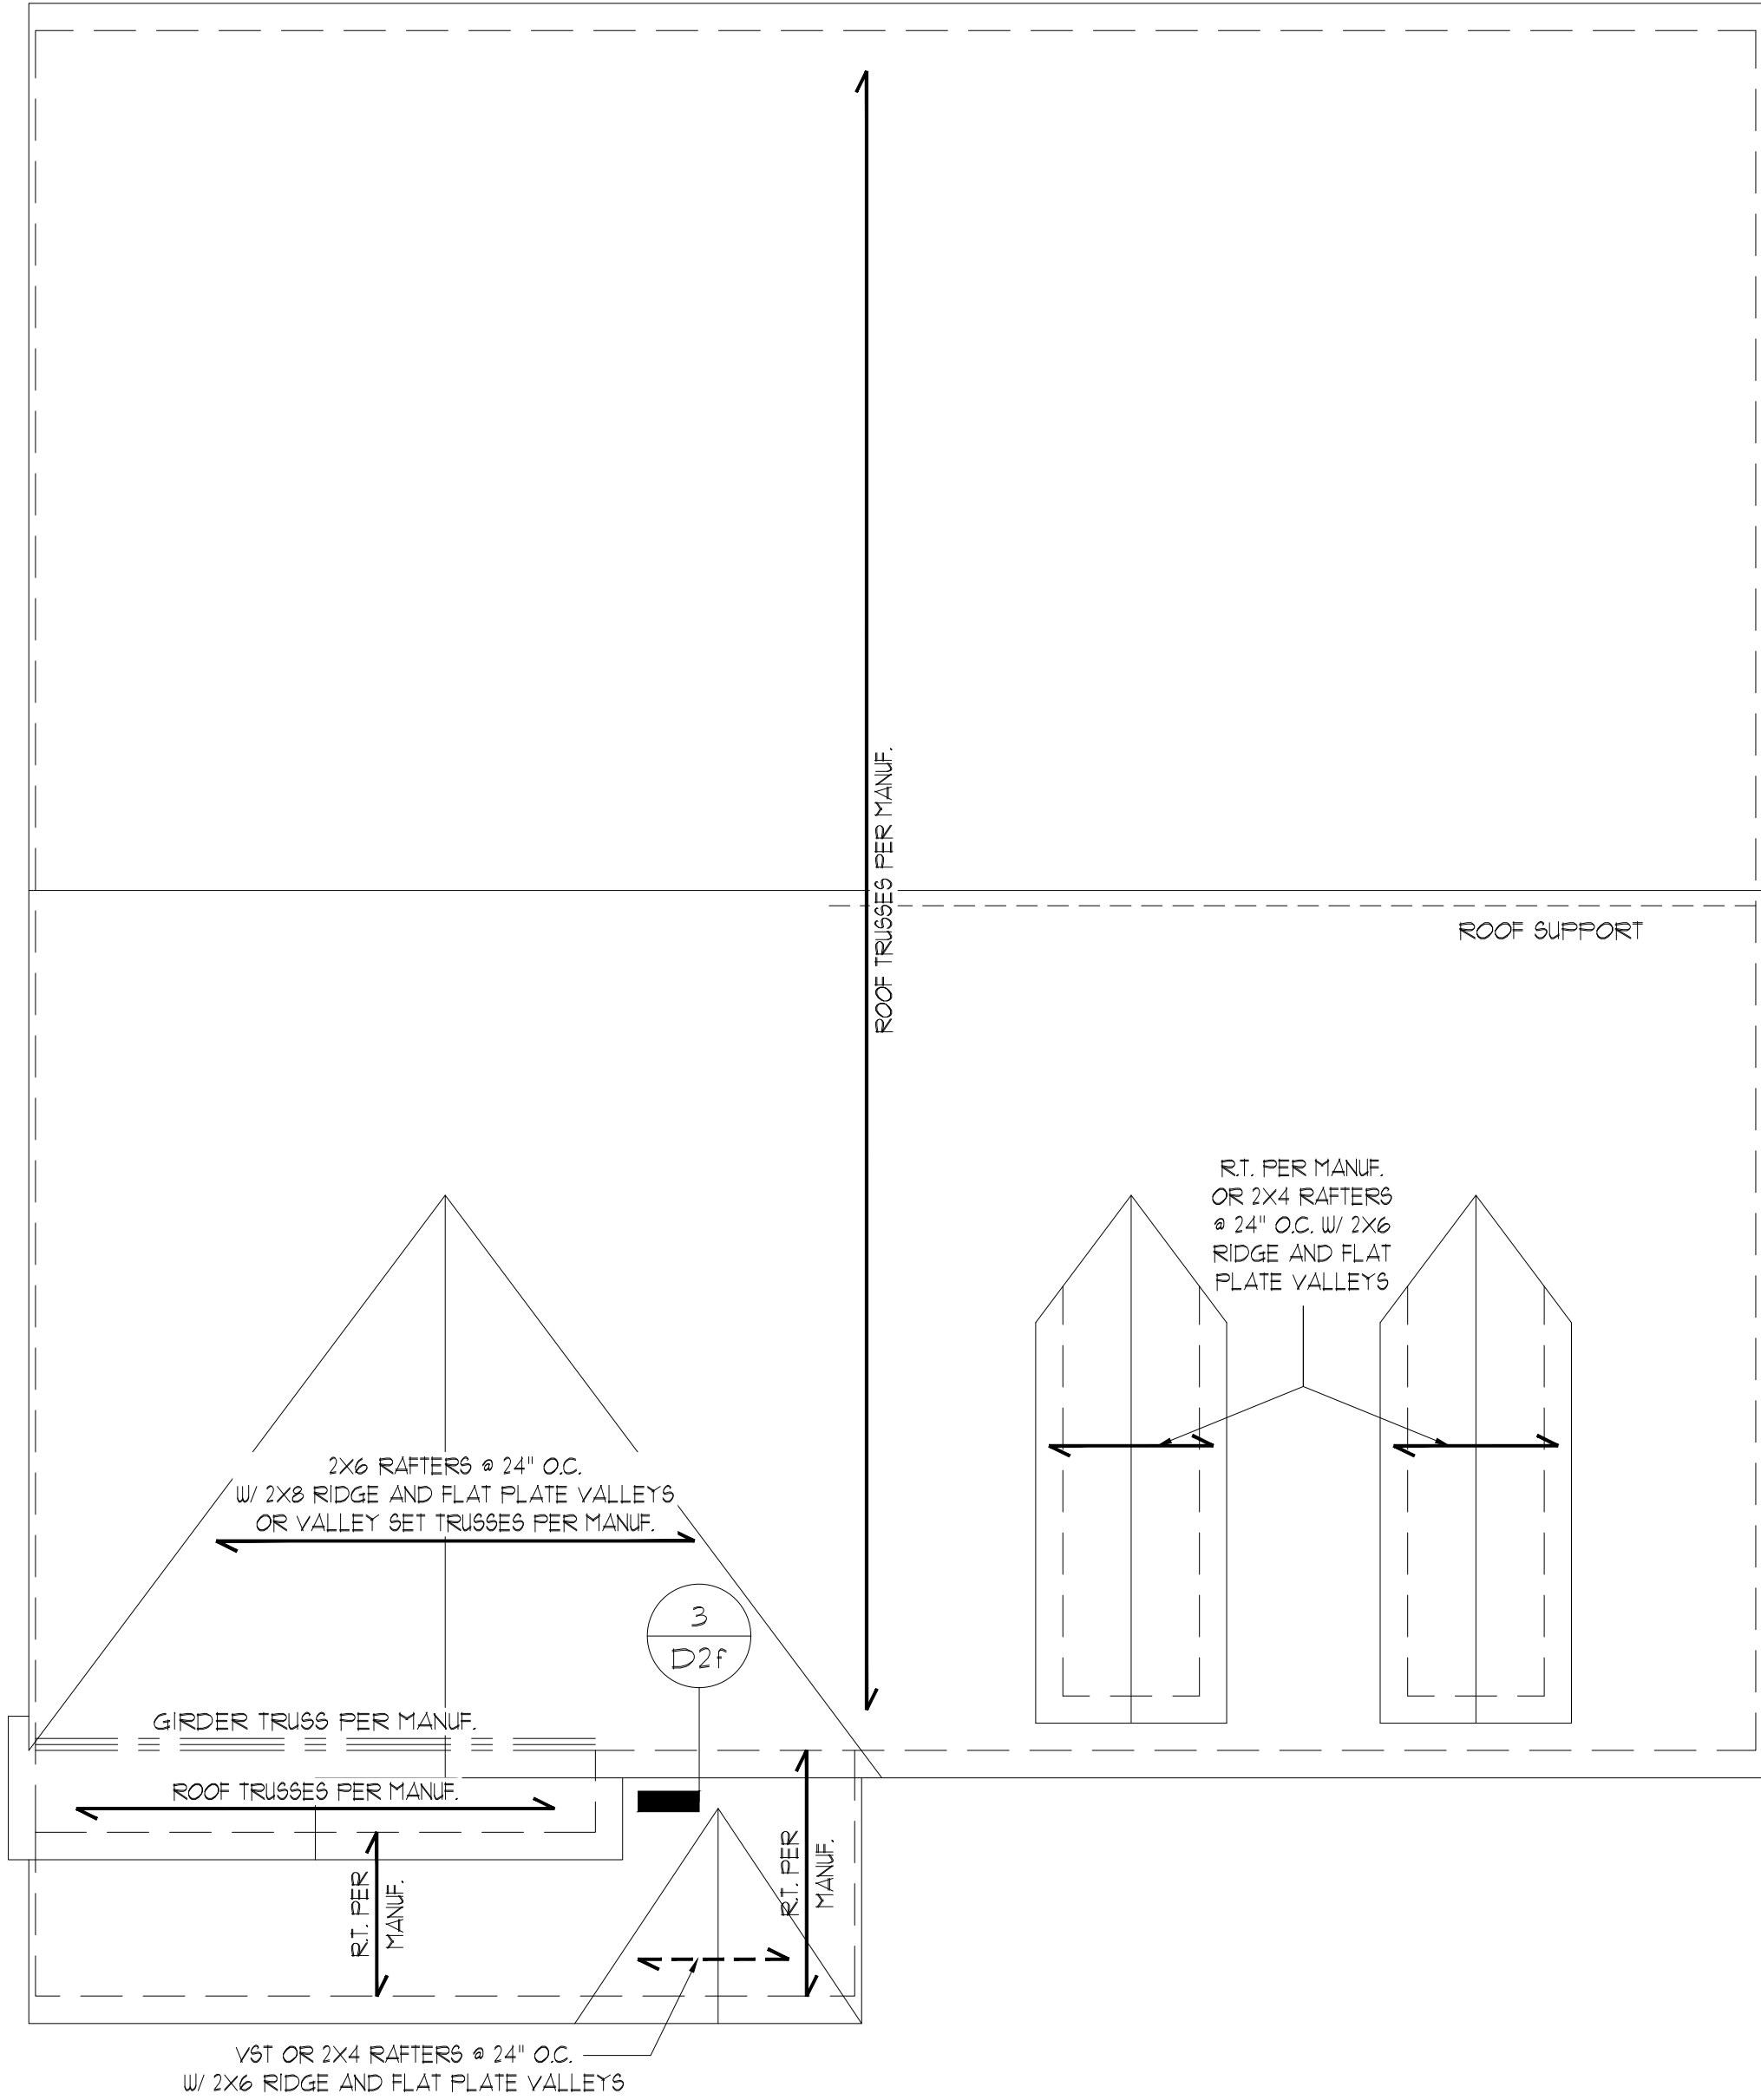 ROOF TRUSSES PER MANUF.
ROOF SUPPORT
R.T. PER MANUF.
OR 2X4 RAFTERS
@ 24" O.C. W/ 2X6
RIDGE AND FLAT
PLATE VALLEYS
2X6 RAFTERS @ 24" O.C.
W/ 2X8 RIDGE AND FLAT PLATE VALLEYS
OR VALLEY SET TRUSSES PER MANUF.
3
D2f
GIRDER TRUSS PER MANUF.
ROOF TRUSSES PER MANUF.
R.T. PER
MANUF.
R.T. PER
MANUF.
VST OR 2X4 RAFTERS @ 24" O.C.
W/ 2X6 RIDGE AND FLAT PLATE VALLEYS